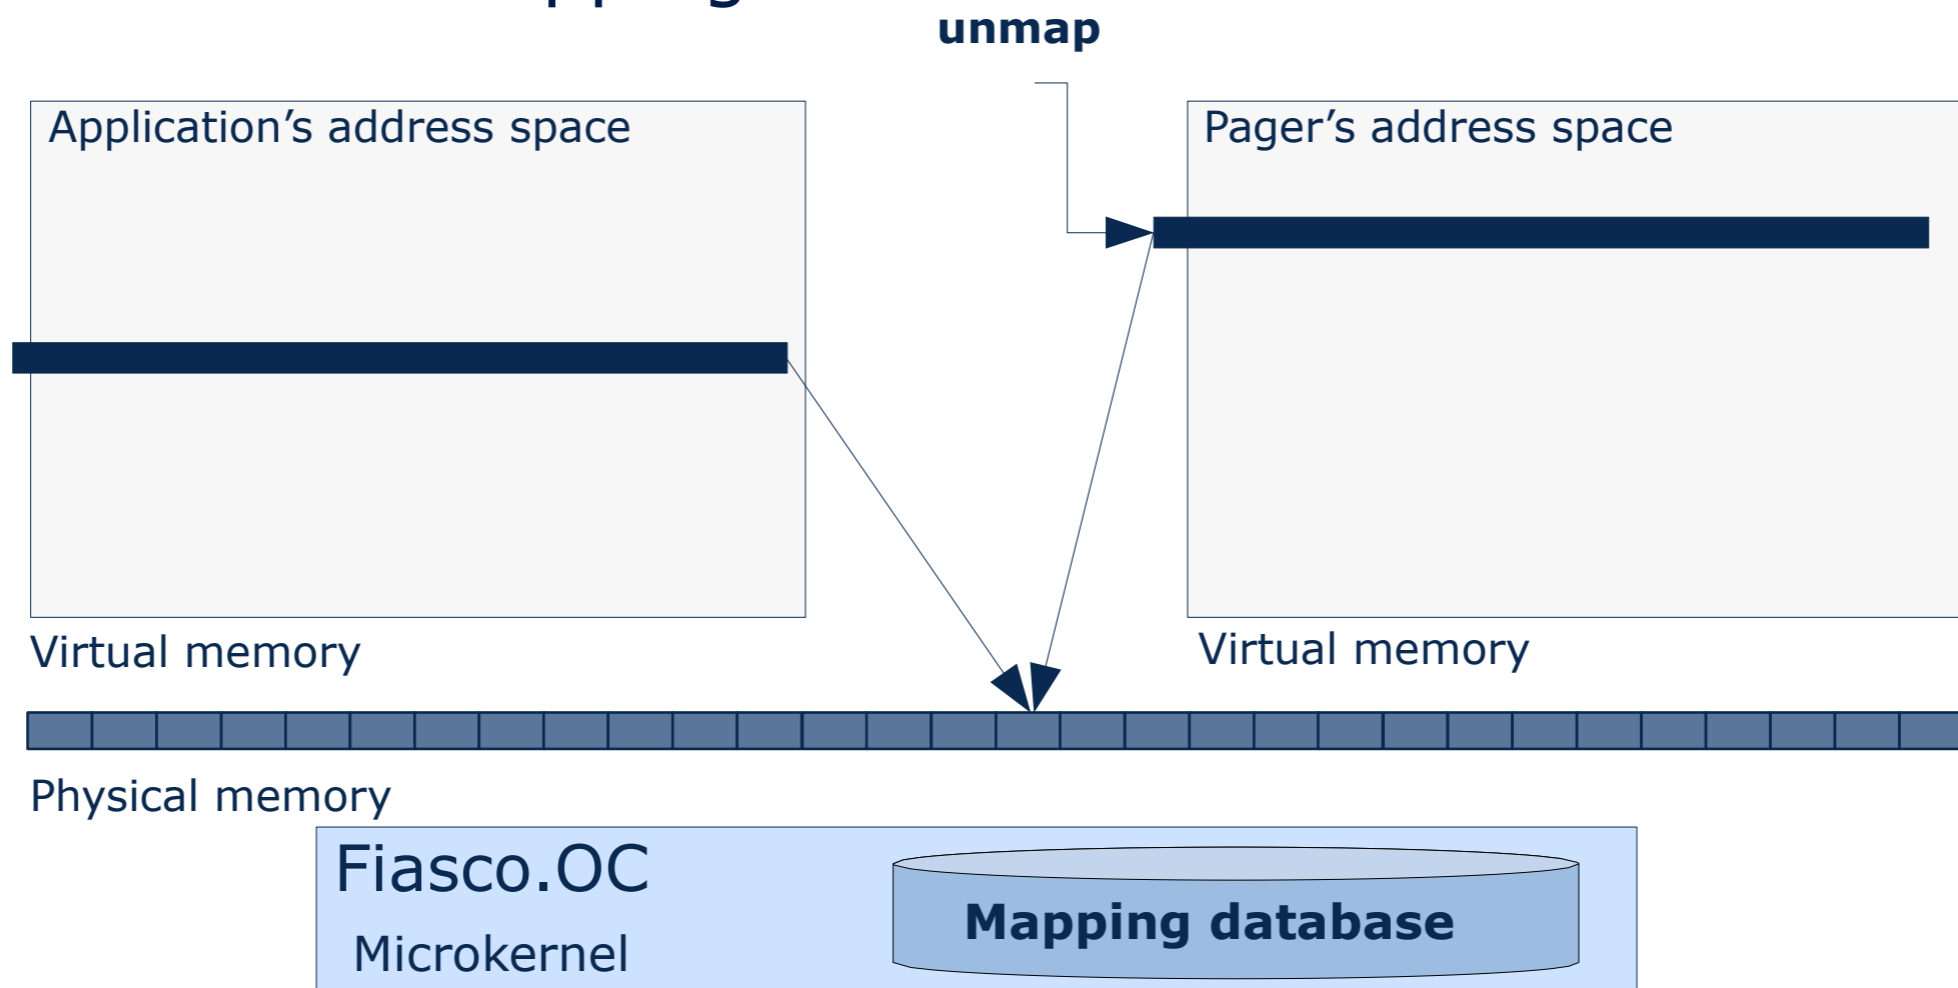 unmap
Application’s address space
Pager’s address space
Virtual memory
Virtual memory
Physical memory
Fiasco.OC
Microkernel
Mapping database